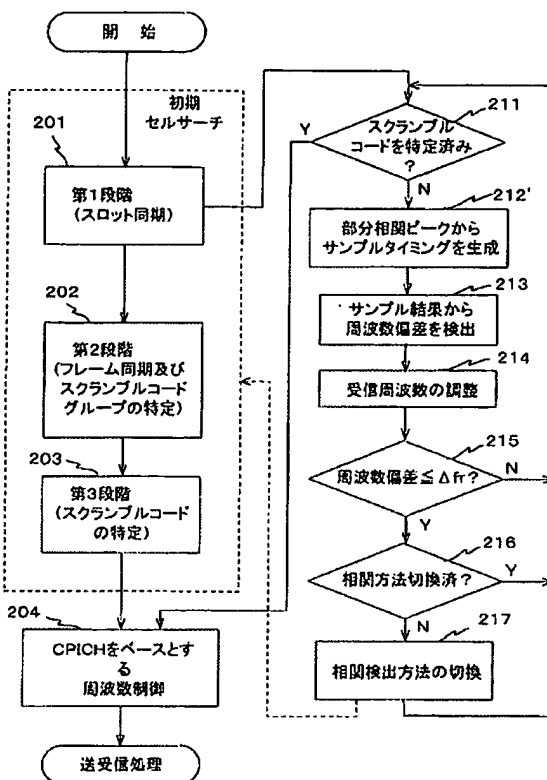 開 始
初期
セルサーチ
201
第1段階
(スロット同期)
202
第2段階
(フレーム同期及び
スクランブルコード
グループの特定)
203
第3段階
(スクランブルコード
の特定)
204
CPICHをベースとす
る
周波数制御
送受信処理
211
スクランブル
コードを特定済み
?
Y
N
212'
部分相関ピークから
サンプルタイミングを生成
213
サンプル結果から
周波数偏差を検出
214
受信周波数の調整
215
周波数偏差≦Δfr?
N
Y
216
相関方法切換済?
Y
N
217
相関検出方法の切換